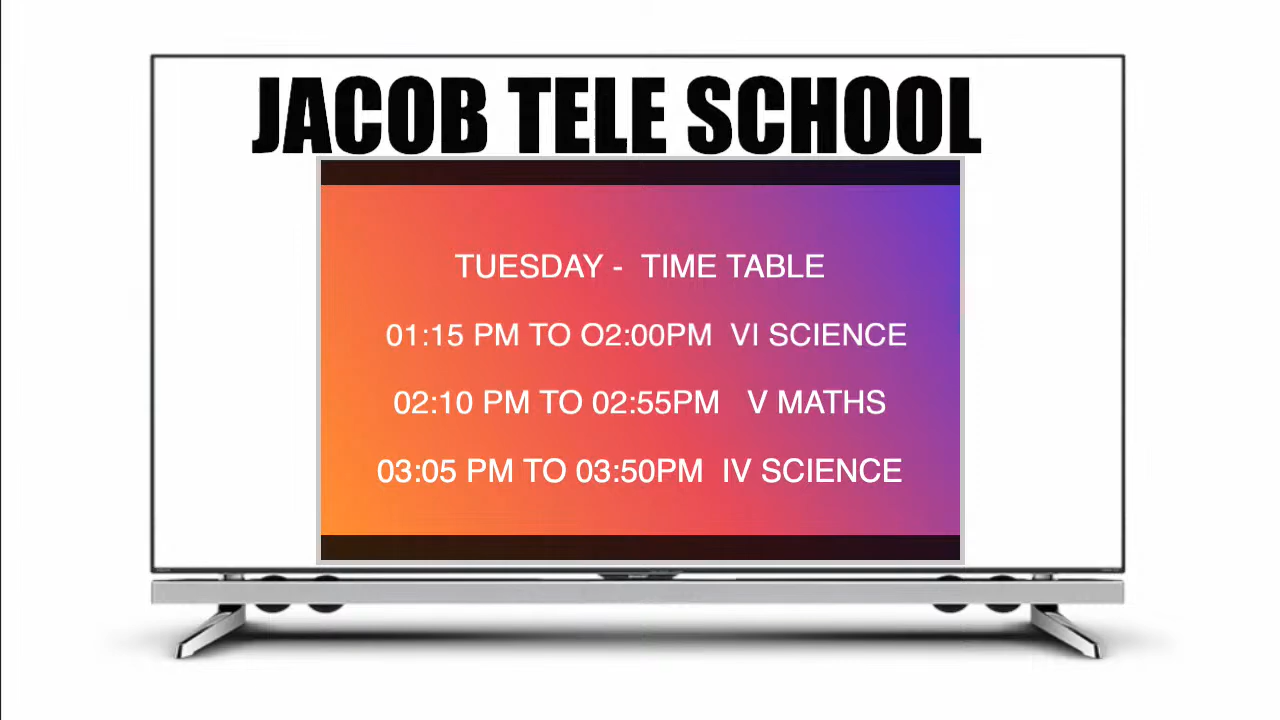 JACOB TELE SCHOOL
TUESDAY - TIME TABLE
01:15 PM TO O2:00PM VI SCIENCE
02:10 PM TO 02:55PM V MATHS
03:05 PM TO 03:50PM IV SCIENCE